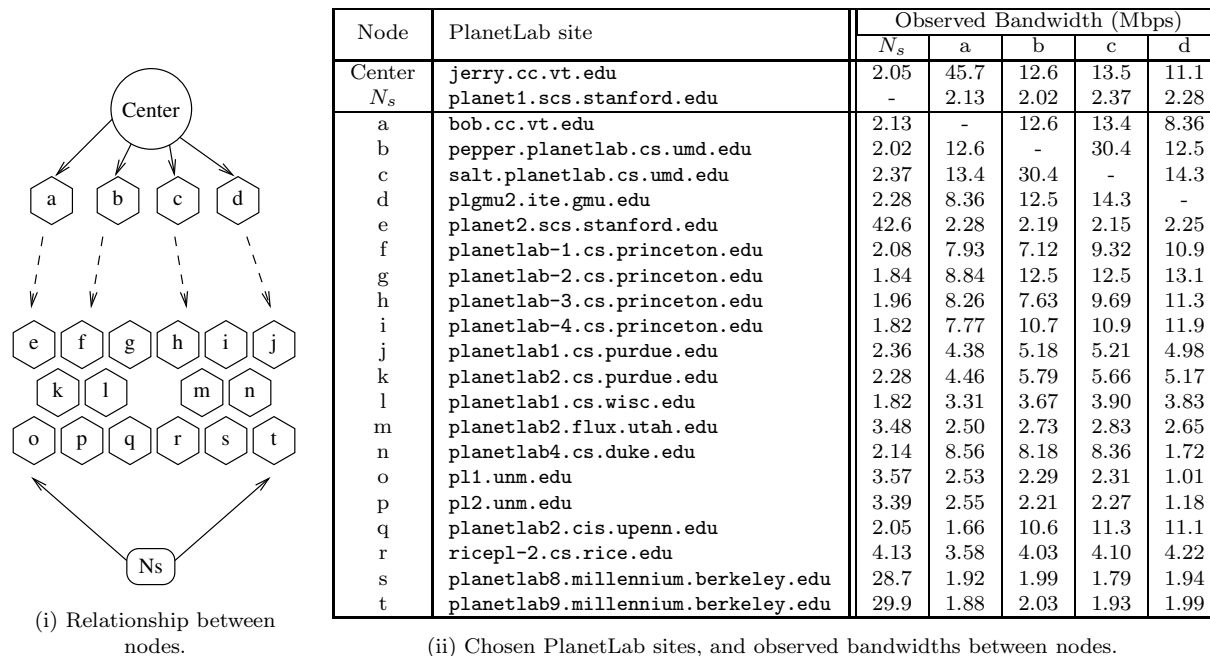 Center
a b c d
e f g h i j
k l m n
o p q r s t
Ns
(i) Relationship between
nodes.
Node PlanetLab site Observed Bandwidth (Mbps)
N_s a b c d
Center jerry.cc.vt.edu 2.05 45.7 12.6 13.5 11.1
N_s planet1.scs.stanford.edu - 2.13 2.02 2.37 2.28
a bob.cc.vt.edu 2.13 - 12.6 13.4 8.36
b pepper.planetlab.cs.umd.edu 2.02 12.6 - 30.4 12.5
c salt.planetlab.cs.umd.edu 2.37 13.4 30.4 - 14.3
d plgmu2.ite.gmu.edu 2.28 8.36 12.5 14.3 -
e planet2.scs.stanford.edu 42.6 2.28 2.19 2.15 2.25
f planetlab-1.cs.princeton.edu 2.08 7.93 7.12 9.32 10.9
g planetlab-2.cs.princeton.edu 1.84 8.84 12.5 12.5 13.1
h planetlab-3.cs.princeton.edu 1.96 8.26 7.63 9.69 11.3
i planetlab-4.cs.princeton.edu 1.82 7.77 10.7 10.9 11.9
j planetlab1.cs.purdue.edu 2.36 4.38 5.18 5.21 4.98
k planetlab2.cs.purdue.edu 2.28 4.46 5.79 5.66 5.17
l planetlab1.cs.wisc.edu 1.82 3.31 3.67 3.90 3.83
m planetlab2.flux.utah.edu 3.48 2.50 2.73 2.83 2.65
n planetlab4.cs.duke.edu 2.14 8.56 8.18 8.36 1.72
o pl1.unm.edu 3.57 2.53 2.29 2.31 1.01
p pl2.unm.edu 3.39 2.55 2.21 2.27 1.18
q planetlab2.cis.upenn.edu 2.05 1.66 10.6 11.3 11.1
r ricepl-2.cs.rice.edu 4.13 3.58 4.03 4.10 4.22
s planetlab8.millennium.berkeley.edu 28.7 1.92 1.99 1.79 1.94
t planetlab9.millennium.berkeley.edu 29.9 1.88 2.03 1.93 1.99
(ii) Chosen PlanetLab sites, and observed bandwidths between nodes.